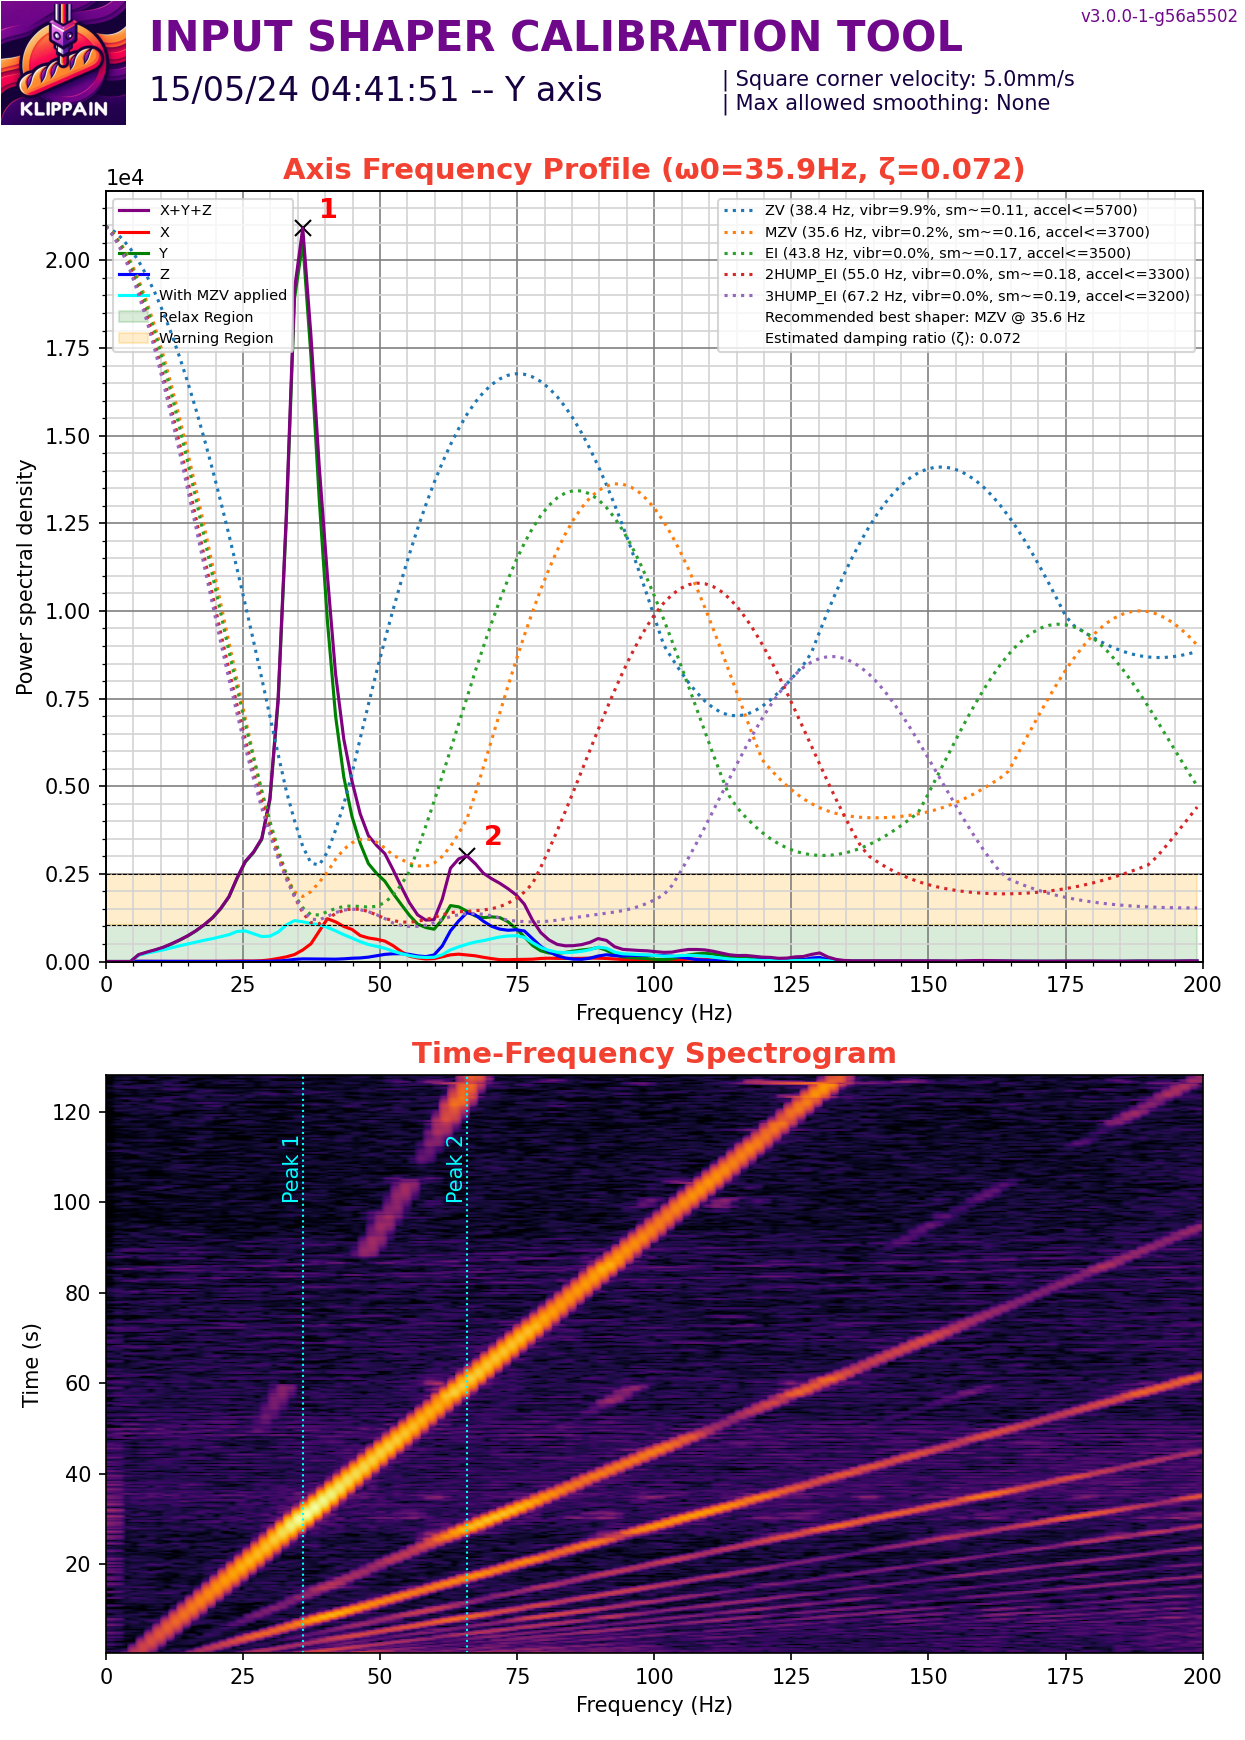 v3.0.0-1-g56a5502
KLIPPAIN
INPUT SHAPER CALIBRATION TOOL
15/05/24 04:41:51 -- Y axis
| Square corner velocity: 5.0mm/s
| Max allowed smoothing: None
Axis Frequency Profile (ω0=35.9Hz, ζ=0.072)
1e4
X+Y+Z
X
Y
Z
With MZV applied
Relax Region
Warning Region
1
2
ZV (38.4 Hz, vibr=9.9%, sm~=0.11, accel<=5700)
MZV (35.6 Hz, vibr=0.2%, sm~=0.16, accel<=3700)
EI (43.8 Hz, vibr=0.0%, sm~=0.17, accel<=3500)
2HUMP_EI (55.0 Hz, vibr=0.0%, sm~=0.18, accel<=3300)
3HUMP_EI (67.2 Hz, vibr=0.0%, sm~=0.19, accel<=3200)
Recommended best shaper: MZV @ 35.6 Hz
Estimated damping ratio (ζ): 0.072
Power spectral density
2.00
1.75
1.50
1.25
1.00
0.75
0.50
0.25
0.00
0 25 50 75 100 125 150 175 200
Frequency (Hz)
Time-Frequency Spectrogram
Time (s)
120
100
80
60
40
20
Peak 1
Peak 2
0 25 50 75 100 125 150 175 200
Frequency (Hz)